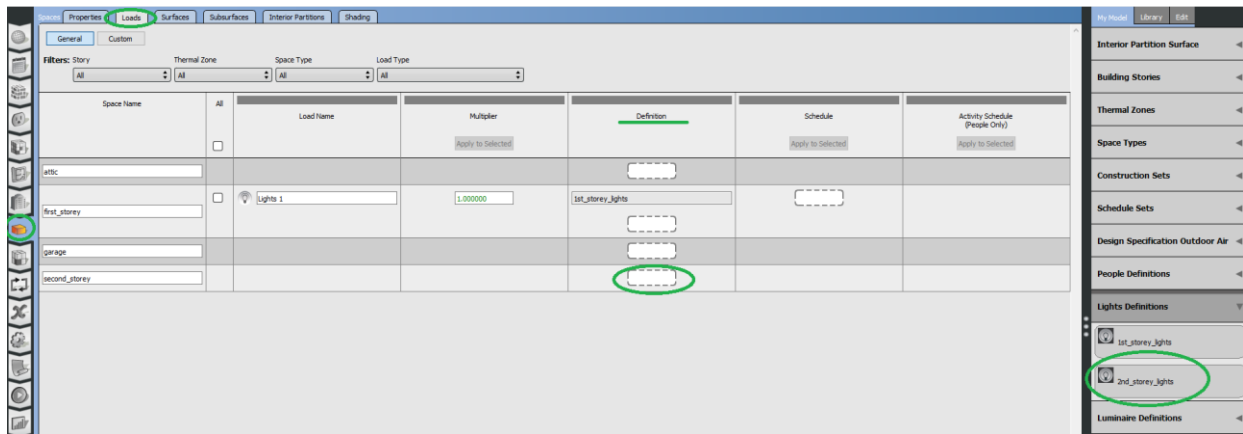 Spaces Properties Loads Surfaces Subsurfaces Interior Partitions Shading
My Model Library Edit
General Custom
Filters: Story Thermal Zone Space Type Load Type
All All All All
Space Name All Load Name Multiplier Definition Schedule Activity Schedule
(People Only)
Apply to Selected Apply to Selected Apply to Selected
attic
first_storey Lights 1 1.000000 1st_storey_lights
garage
second_storey
Interior Partition Surface
Building Stories
Thermal Zones
Space Types
Construction Sets
Schedule Sets
Design Specification Outdoor Air
People Definitions
Lights Definitions
1st_storey_lights
2nd_storey_lights
Luminaire Definitions